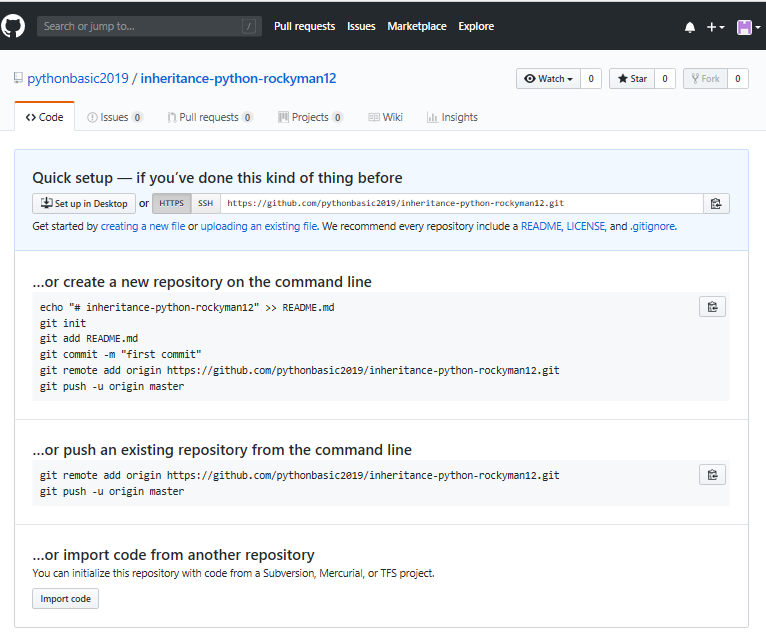 Search or jump to... /
Pull requests Issues Marketplace Explore
pythonbasic2019 / inheritance-python-rockyman12
Watch 0 Star 0 Fork 0
Code Issues 0 Pull requests 0 Projects 0 Wiki Insights
Quick setup — if you've done this kind of thing before
Set up in Desktop or HTTPS SSH https://github.com/pythonbasic2019/inheritance-python-rockyman12.git
Get started by creating a new file or uploading an existing file. We recommend every repository include a README, LICENSE, and .gitignore.
…or create a new repository on the command line
echo "# inheritance-python-rockyman12" >> README.md
git init
git add README.md
git commit -m "first commit"
git remote add origin https://github.com/pythonbasic2019/inheritance-python-rockyman12.git
git push -u origin master
…or push an existing repository from the command line
git remote add origin https://github.com/pythonbasic2019/inheritance-python-rockyman12.git
git push -u origin master
…or import code from another repository
You can initialize this repository with code from a Subversion, Mercurial, or TFS project.
Import code